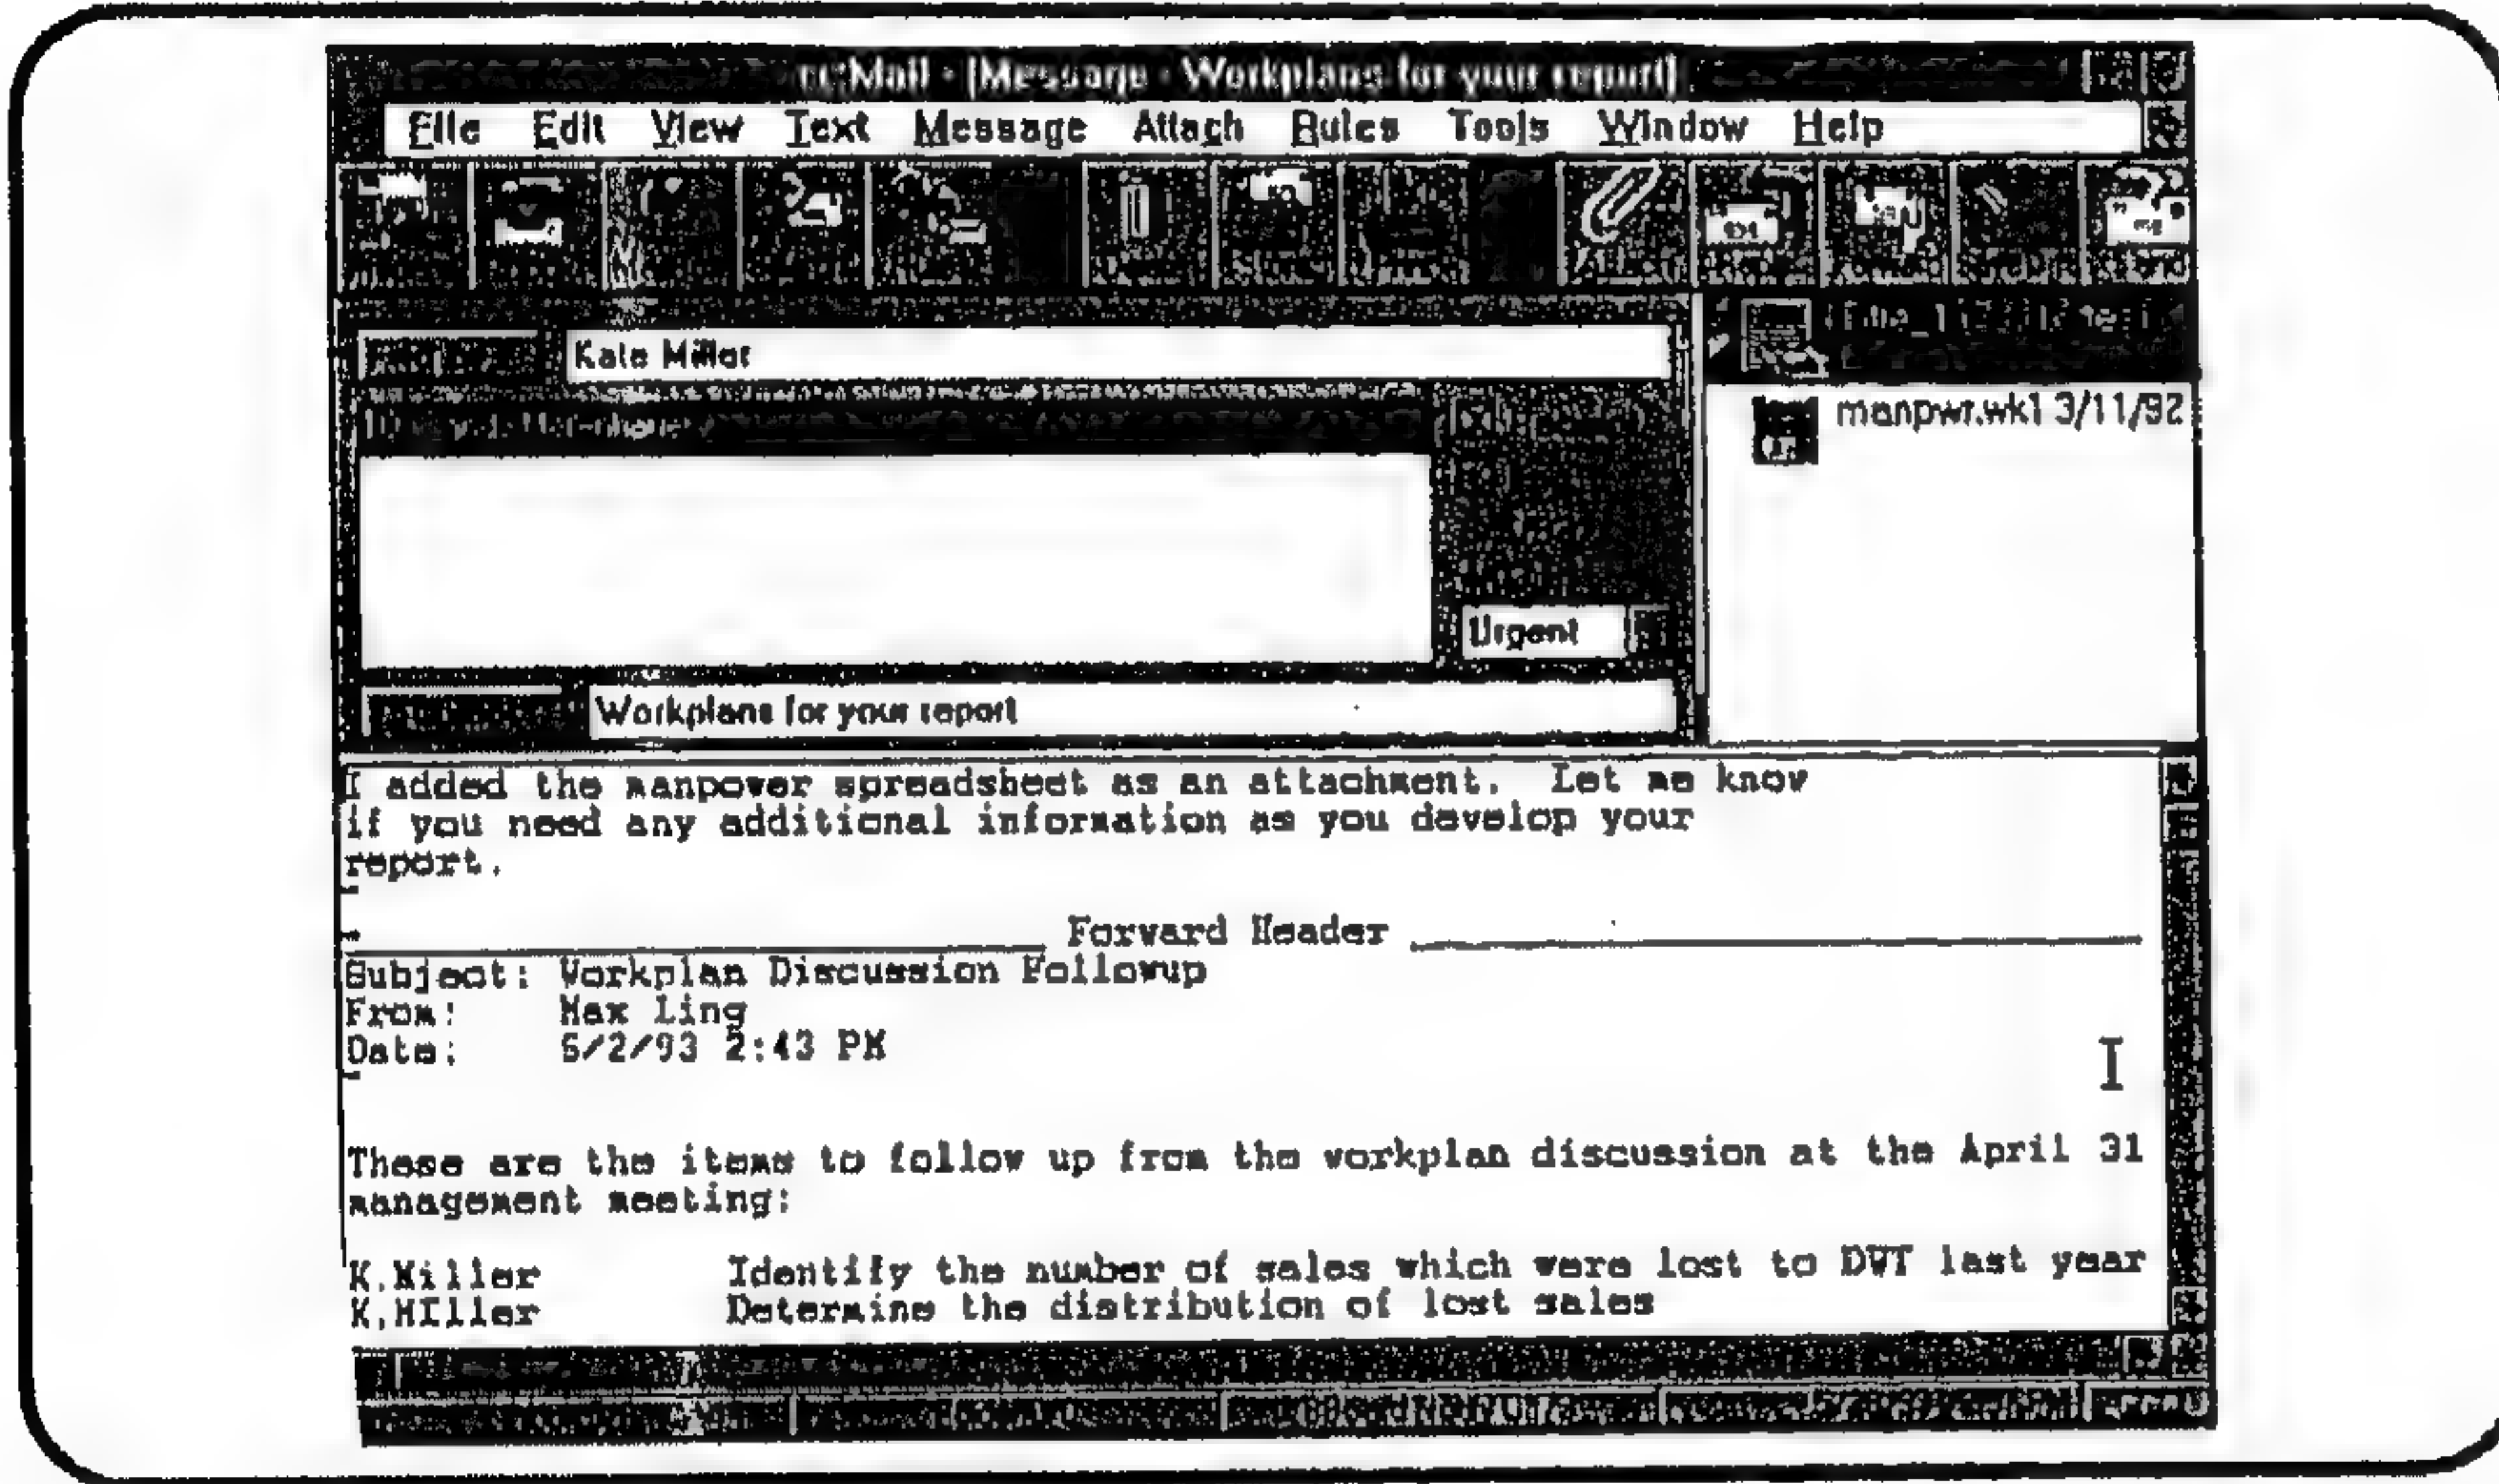 cc:Mail - [Message - Workplans for your report]
File Edit View Text Message Attach Rules Tools Window Help
Kate Miller
manpwr.wk1 3/11/92
Urgent
Workplans for your report
I added the manpower spreadsheet as an attachment. Let me know
if you need any additional information as you develop your
report.
Forward Header
Subject: Workplan Discussion Followup
From: Max Ling
Date: 5/2/93 2:43 PM
These are the items to follow up from the workplan discussion at the April 31
management meeting:
K.Miller Identify the number of sales which were lost to DWT last year
K.MIller Determine the distribution of lost sales